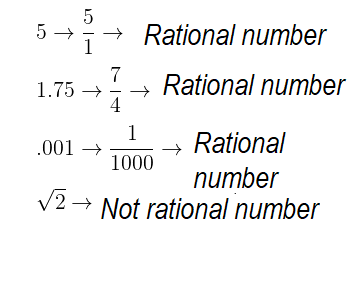 5 → 5/1 → Rational number
1.75 → 7/4 → Rational number
.001 → 1/1000 → Rational
number
√2 → Not rational number